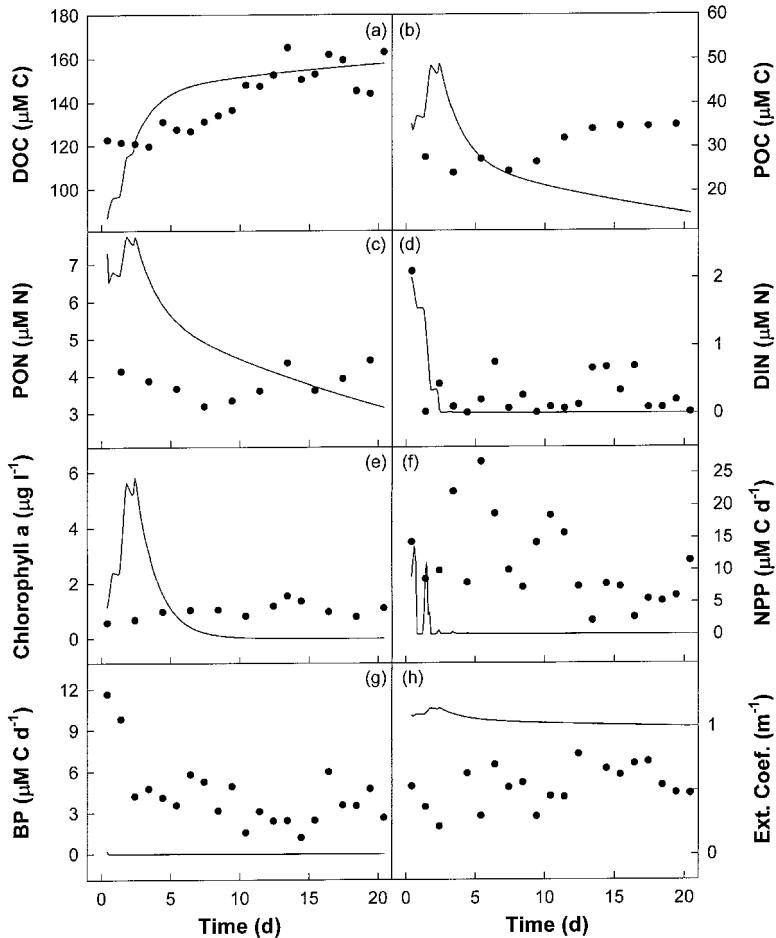 180
160
140
120
100
DOC (μM C)
(a)
60
50
40
30
20
POC (μM C)
(b)
7
6
5
4
3
PON (μM N)
(c)
2
1
0
DIN (μM N)
(d)
6
4
2
0
Chlorophyll a (μg l⁻¹)
(e)
25
20
15
10
5
0
NPP (μM C d⁻¹)
(f)
12
9
6
3
0
BP (μM C d⁻¹)
(g)
1
0
Ext. Coef. (m⁻¹)
(h)
0 5 10 15 20
Time (d)
0 5 10 15 20
Time (d)